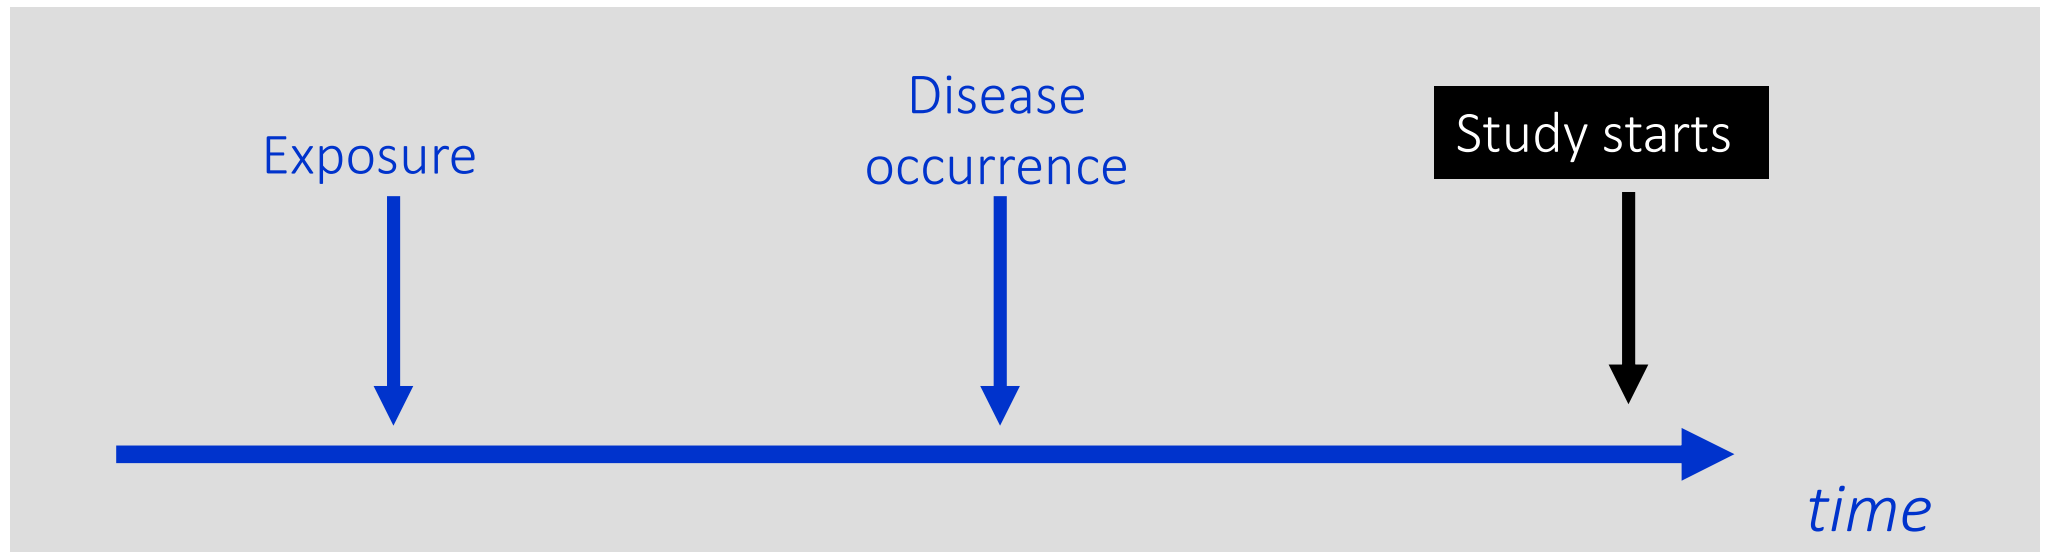 Exposure
Disease
occurrence
Study starts
time